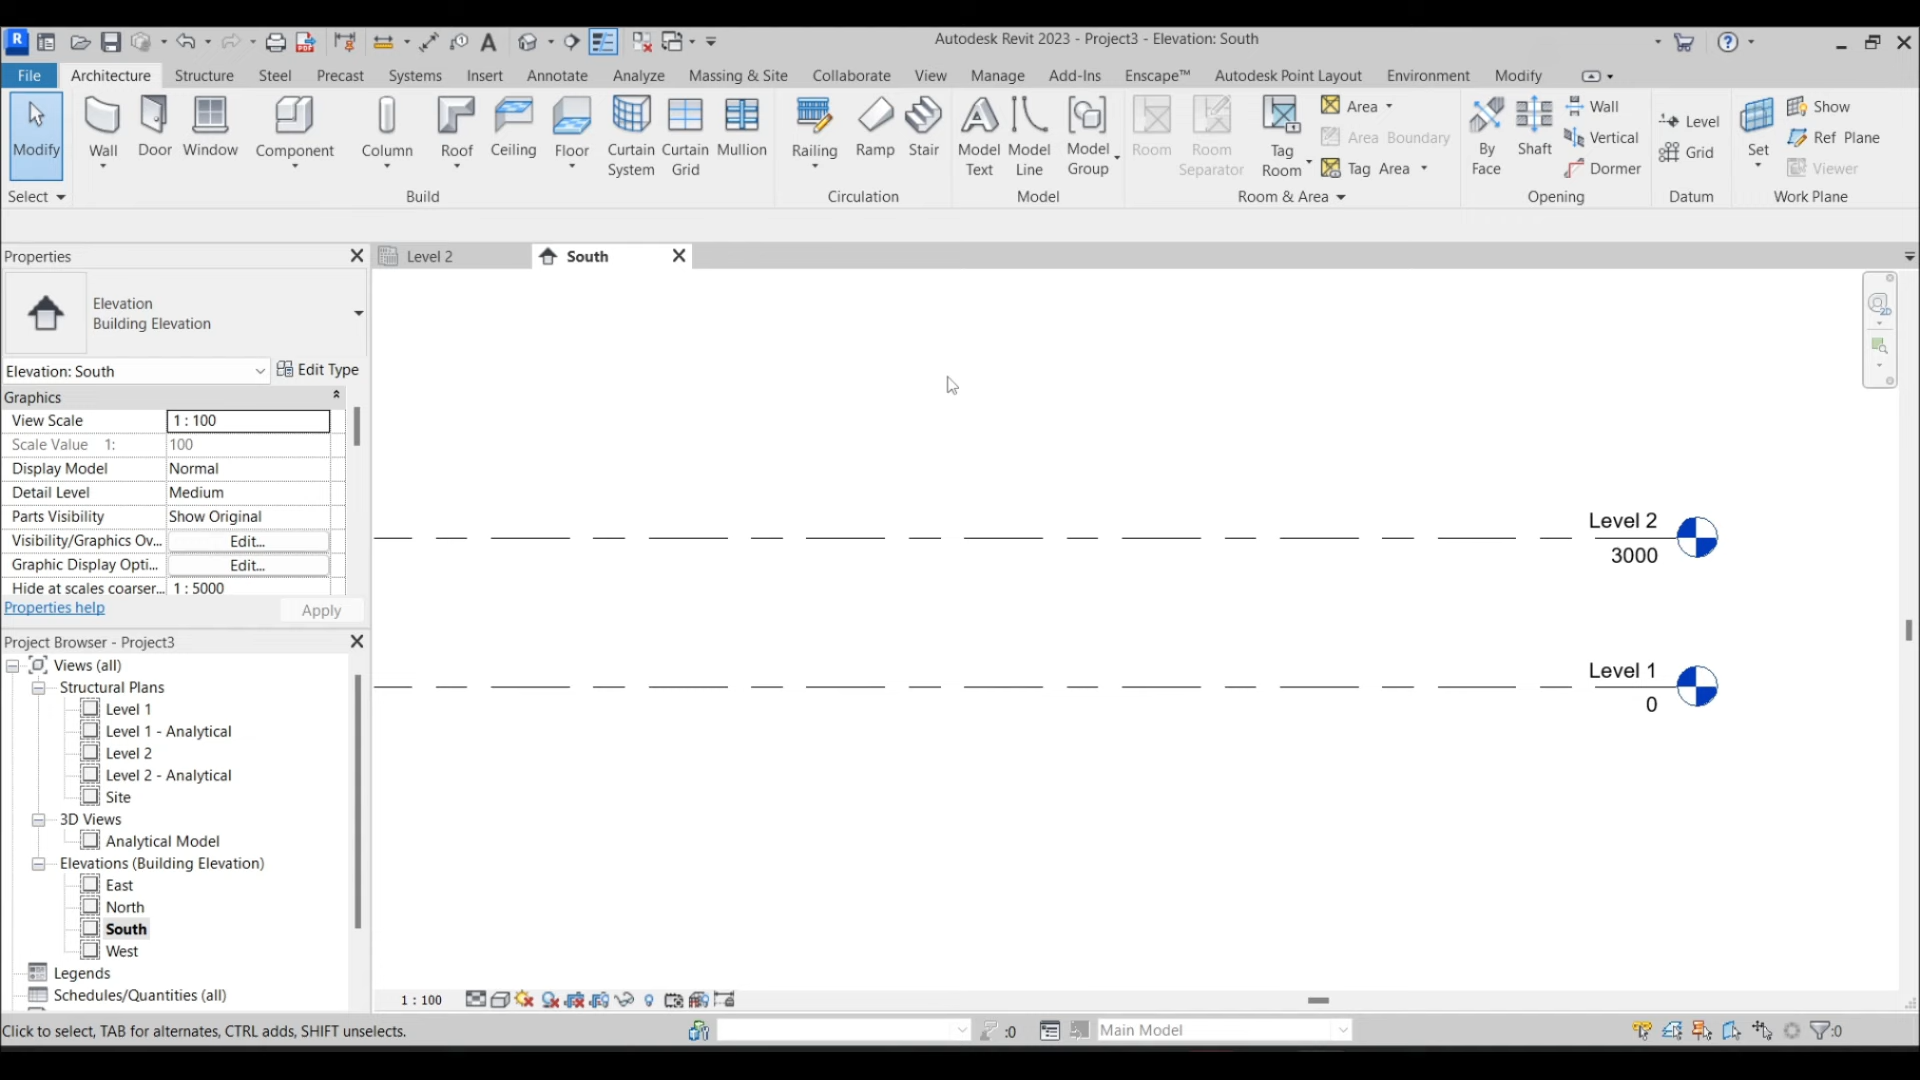 R A Autodesk Revit 2023 - Project3 - Elevation: South
File Architecture Structure Steel Precast Systems Insert Annotate Analyze Massing & Site Collaborate View Manage Add-Ins Enscape™ Autodesk Point Layout Environment Modify
Modify Wall Door Window Component Column Roof Ceiling Floor Curtain System Curtain Grid Mullion Railing Ramp Stair Model Text Model Line Model Group Room Room Separator Tag Room Area Area Boundary Tag Area By Face Shaft Wall Vertical Dormer Level Grid Set Show Ref Plane Viewer
Select Build Circulation Model Room & Area Opening Datum Work Plane
Properties
Level 2
South
Elevation
Building Elevation
2D
Elevation: South Edit Type
Graphics
View Scale 1 : 100
Scale Value 1: 100
Display Model Normal
Detail Level Medium
Parts Visibility Show Original
Visibility/Graphics Ov... Edit...
Graphic Display Opti... Edit...
Hide at scales coarser... 1 : 5000
Properties help Apply
Level 2
3000
Level 1
0
Project Browser - Project3
Views (all)
Structural Plans
Level 1
Level 1 - Analytical
Level 2
Level 2 - Analytical
Site
3D Views
Analytical Model
Elevations (Building Elevation)
East
North
South
West
Legends
Schedules/Quantities (all)
1 : 100
Click to select, TAB for alternates, CTRL adds, SHIFT unselects. :0 Main Model :0